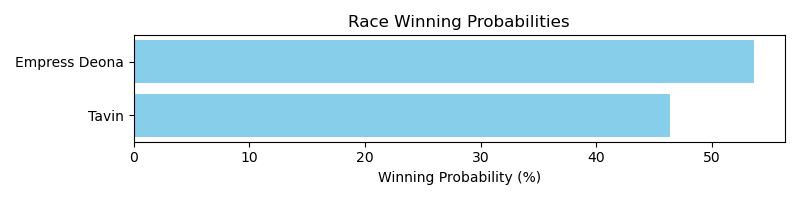 Race Winning Probabilities
Empress Deona
Tavin
0 10 20 30 40 50
Winning Probability (%)